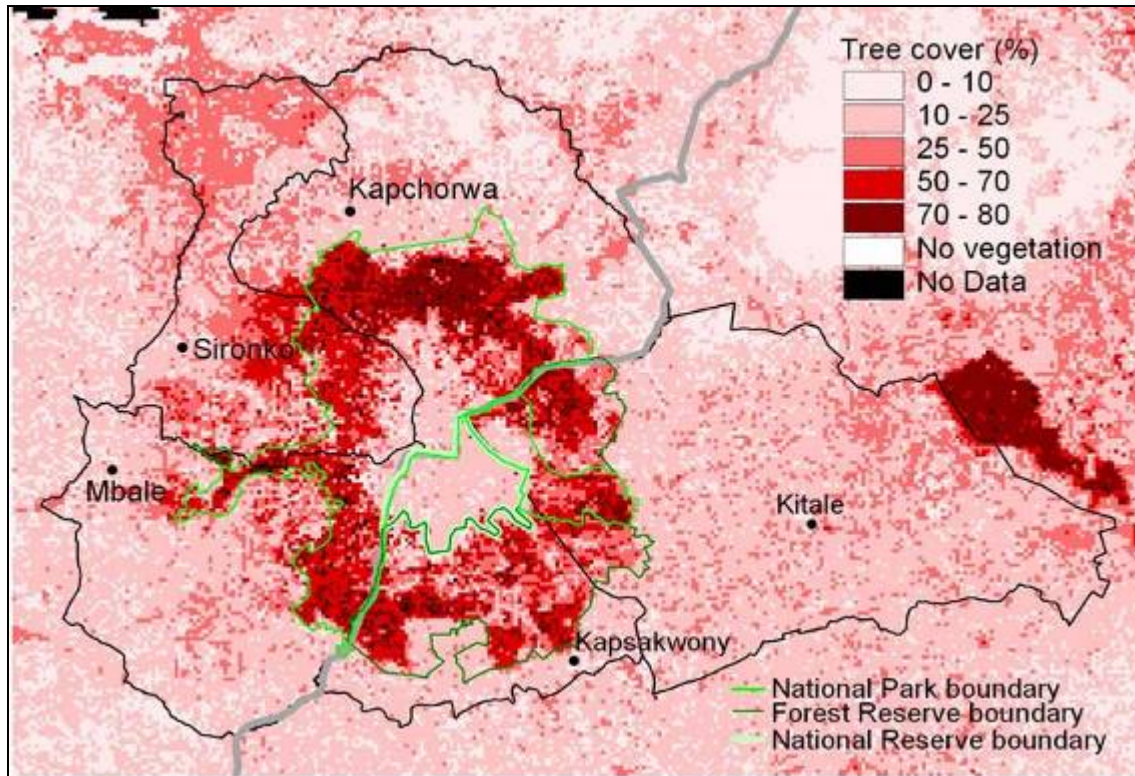 Tree cover (%)
0 - 10
10 - 25
25 - 50
50 - 70
70 - 80
No vegetation
No Data
Kapchorwa
Sironko
Mbale
Kitale
Kapsakwony
National Park boundary
Forest Reserve boundary
National Reserve boundary